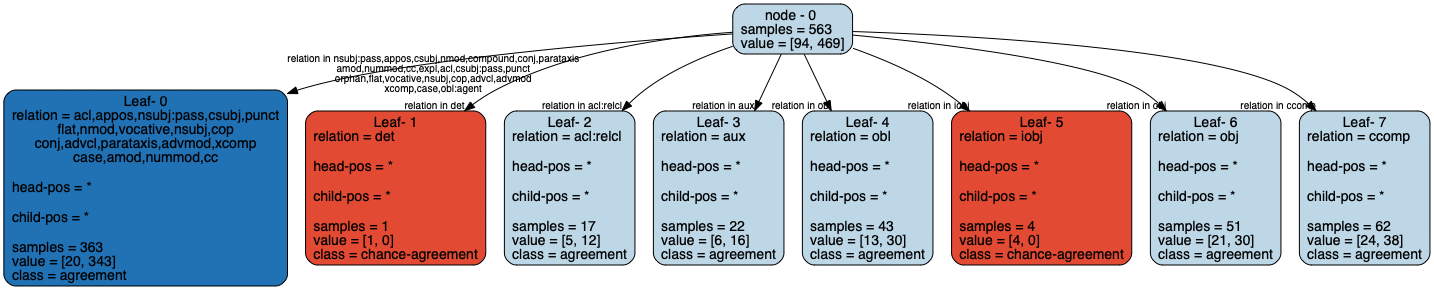 node - 0
samples = 563
value = [94, 469]
relation in nsubj:pass,appos,csubj,nmod,compound,conj,parataxis
amod,nummod,cc,expl,acl,csubj:pass,punct
orphan,flat,vocative,nsubj,cop,advcl,advmod
xcomp,case,obl:agent
relation in det
relation in acl:relcl
relation in aux
relation in obl
relation in iobj
relation in obj
relation in ccomp
Leaf- 0
relation = acl,appos,nsubj:pass,csubj,punct
flat,nmod,vocative,nsubj,cop
conj,advcl,parataxis,advmod,xcomp
case,amod,nummod,cc
head-pos = *
child-pos = *
samples = 363
value = [20, 343]
class = agreement
Leaf- 1
relation = det
head-pos = *
child-pos = *
samples = 1
value = [1, 0]
class = chance-agreement
Leaf- 2
relation = acl:relcl
head-pos = *
child-pos = *
samples = 17
value = [5, 12]
class = agreement
Leaf- 3
relation = aux
head-pos = *
child-pos = *
samples = 22
value = [6, 16]
class = agreement
Leaf- 4
relation = obl
head-pos = *
child-pos = *
samples = 43
value = [13, 30]
class = agreement
Leaf- 5
relation = iobj
head-pos = *
child-pos = *
samples = 4
value = [4, 0]
class = chance-agreement
Leaf- 6
relation = obj
head-pos = *
child-pos = *
samples = 51
value = [21, 30]
class = agreement
Leaf- 7
relation = ccomp
head-pos = *
child-pos = *
samples = 62
value = [24, 38]
class = agreement